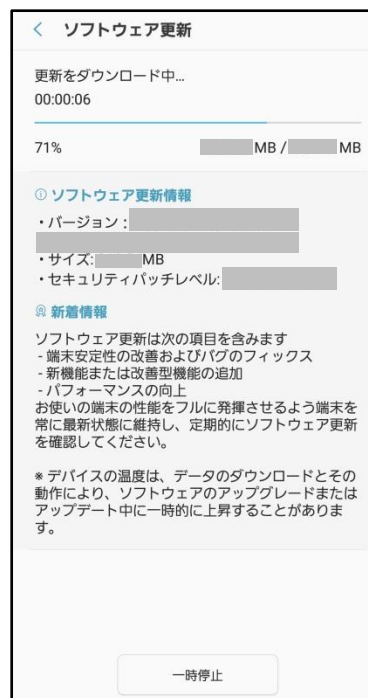 ソフトウェア更新
更新をダウンロード中...
00:00:06
71% MB / MB
ソフトウェア更新情報
・バージョン :
・サイズ: MB
・セキュリティパッチレベル:
新着情報
ソフトウェア更新は次の項目を含みます
- 端末安定性の改善およびバグのフィックス
- 新機能または改善型機能の追加
- パフォーマンスの向上
お使いの端末の性能をフルに発揮させるよう端末を
常に最新状態に維持し、定期的にソフトウェア更新
を確認してください。
※ デバイスの温度は、データのダウンロードとその
動作により、ソフトウェアのアップグレードまたは
アップデート中に一時的に上昇することがありま
す。
一時停止